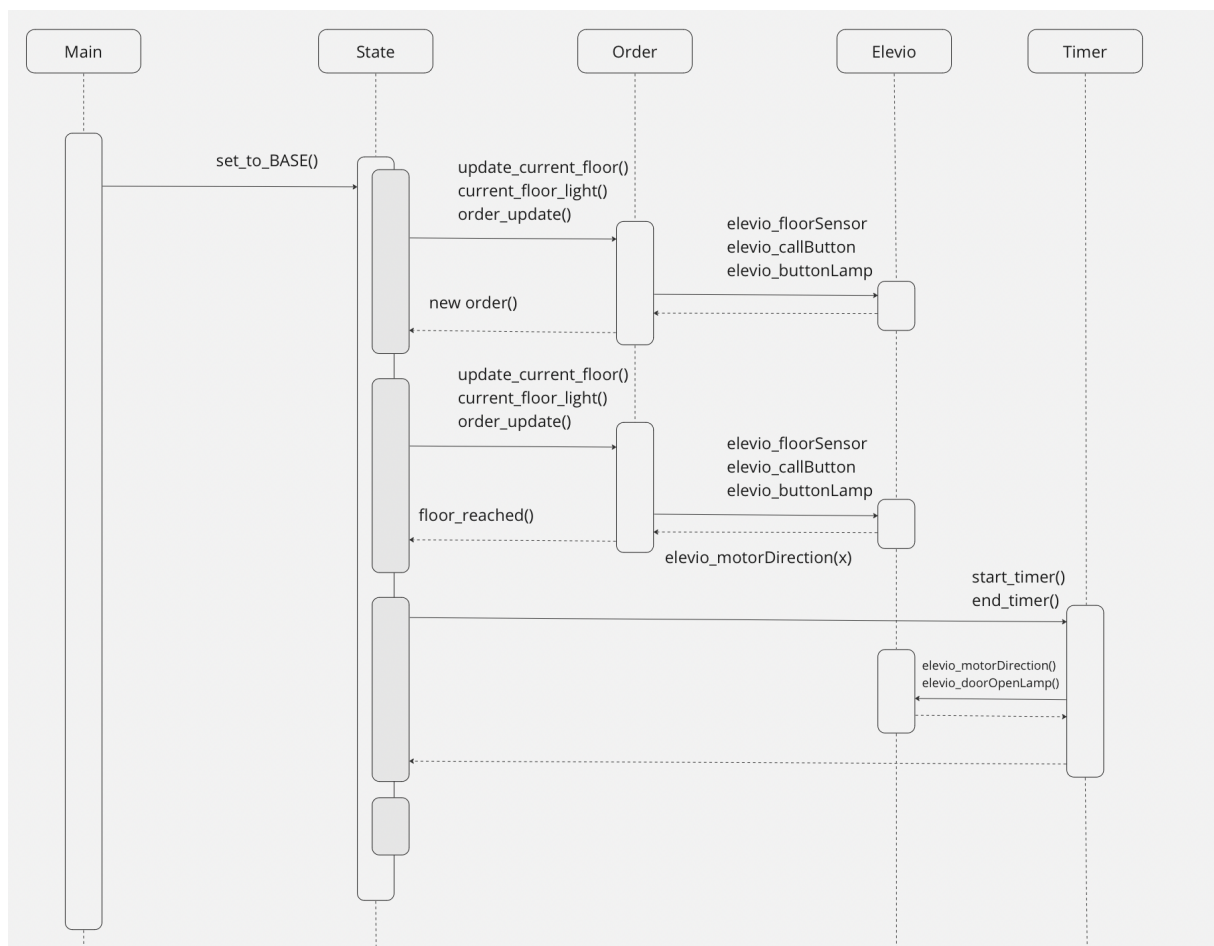 Main
State
Order
Elevio
Timer
set_to_BASE()
update_current_floor()
current_floor_light()
order_update()
elevio_floorSensor
elevio_callButton
elevio_buttonLamp
new order()
update_current_floor()
current_floor_light()
order_update()
elevio_floorSensor
elevio_callButton
elevio_buttonLamp
floor_reached()
elevio_motorDirection(x)
start_timer()
end_timer()
elevio_motorDirection()
elevio_doorOpenLamp()